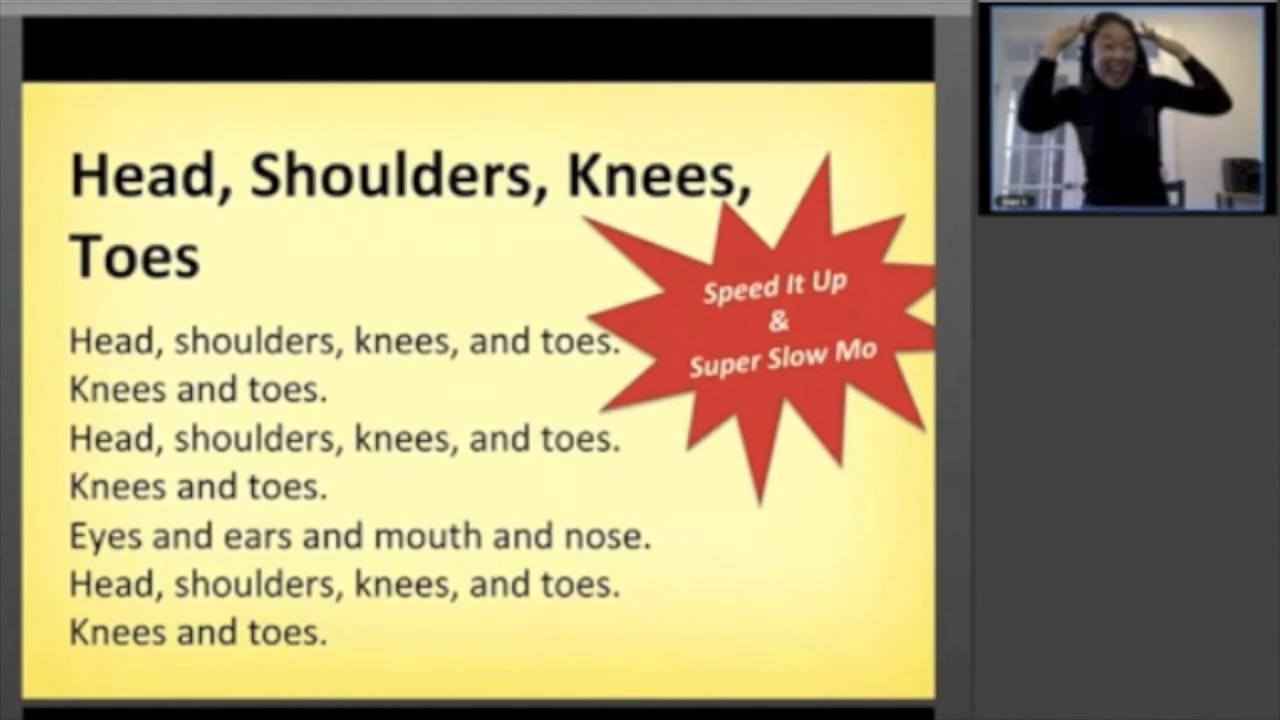 Head, Shoulders, Knees,
Toes
Head, shoulders, knees, and toes.
Knees and toes.
Head, shoulders, knees, and toes.
Knees and toes.
Eyes and ears and mouth and nose.
Head, shoulders, knees, and toes.
Knees and toes.
Speed It Up
&
Super Slow Mo